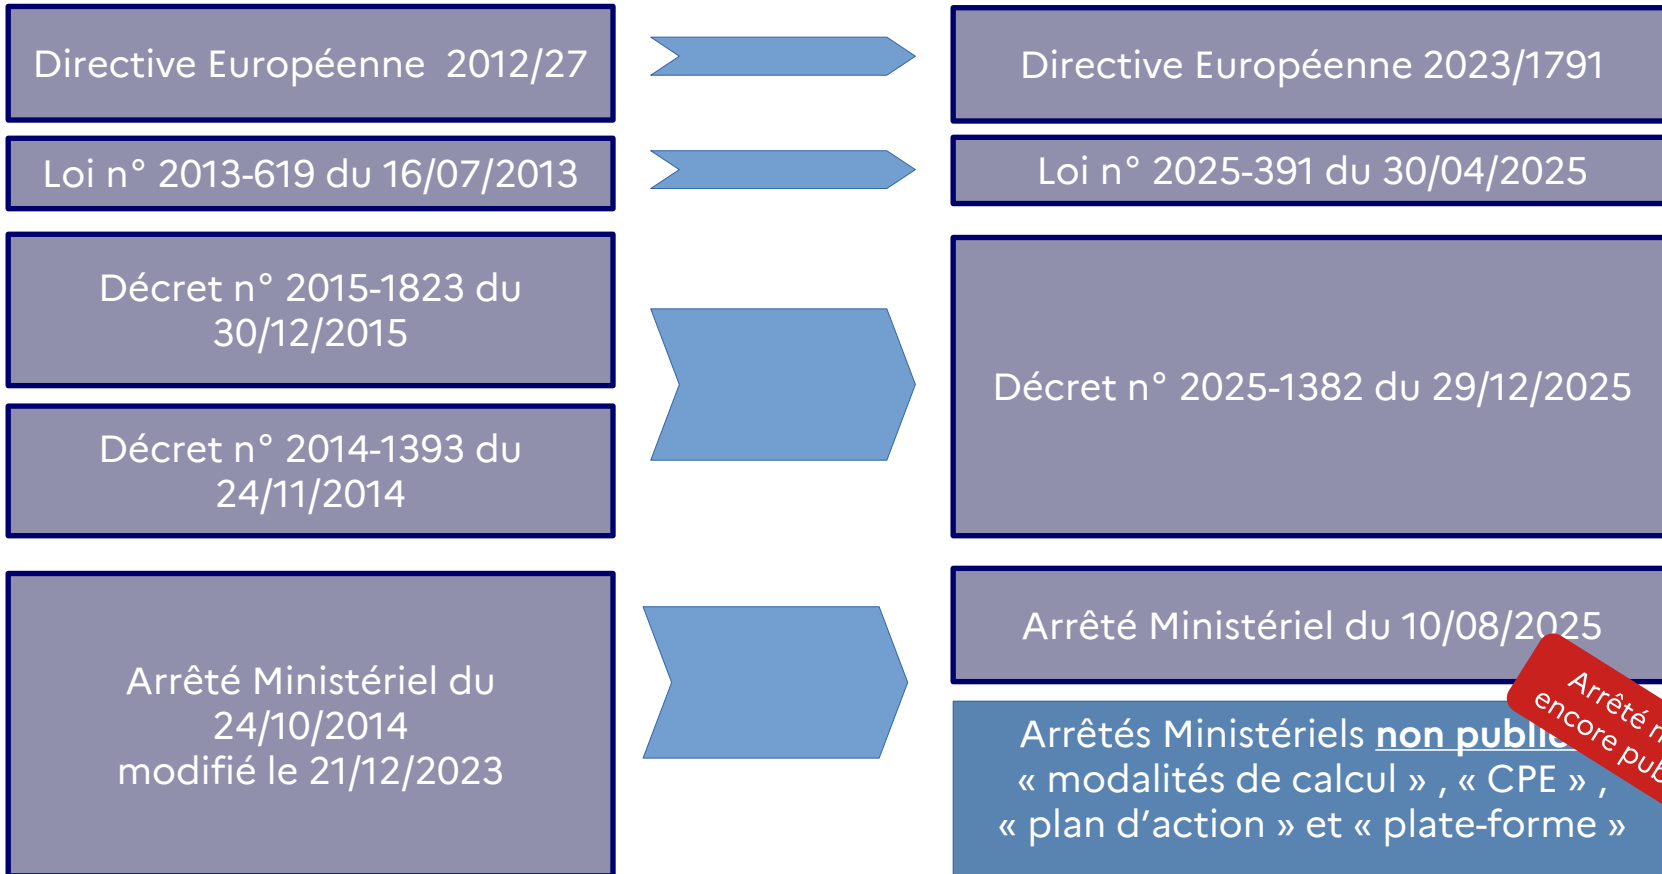 Directive Européenne 2012/27
Directive Européenne 2023/1791
Loi n° 2013-619 du 16/07/2013
Loi n° 2025-391 du 30/04/2025
Décret n° 2015-1823 du
30/12/2015
Décret n° 2014-1393 du
24/11/2014
Décret n° 2025-1382 du 29/12/2025
Arrêté Ministériel du
24/10/2014
modifié le 21/12/2023
Arrêté Ministériel du 10/08/2025
Arrêtés Ministériels non
« modalités de calcul » , « CPE » ,
« plan d’action » et « plate-forme »
Arrêté
encore